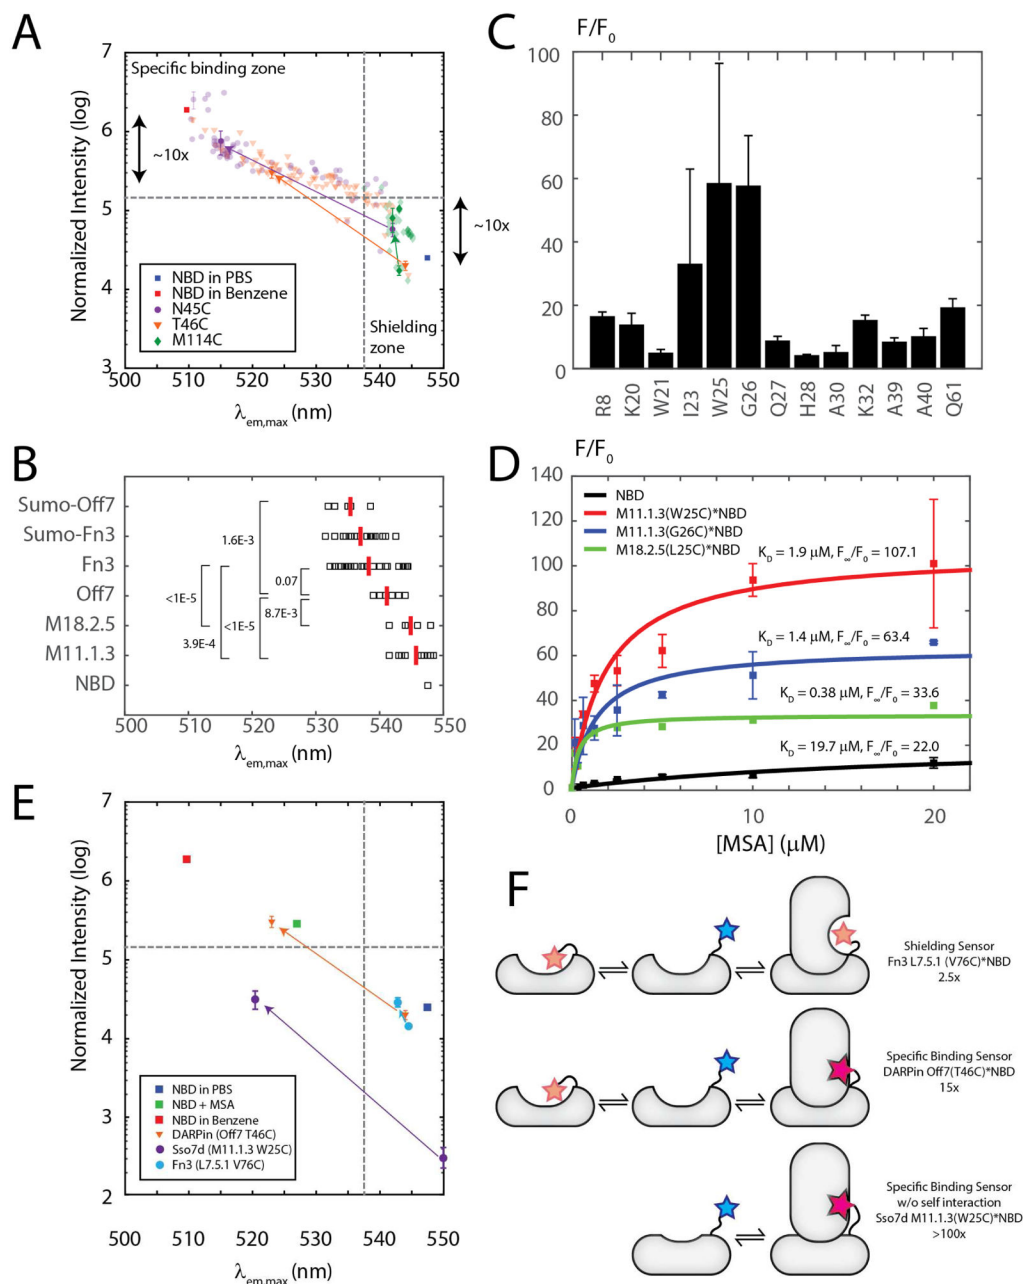 A
7
6
5
4
3
Normalized Intensity (log)
Specific binding zone
~10x
~10x
NBD in PBS
NBD in Benzene
N45C
T46C
M114C
Shielding
zone
500 510 520 530 540 550
λem,max (nm)
C
F/F0
100
80
60
40
20
0
R8 K20 W21 I23 W25 G26 Q27 H28 A30 K32 A39 A40 Q61
B
Sumo-Off7
Sumo-Fn3
Fn3
Off7
M18.2.5
M11.1.3
NBD
1.6E-3
0.07
<1E-5
<1E-5
8.7E-3
3.9E-4
500 510 520 530 540 550
λem,max (nm)
D
F/F0
140
120
100
80
60
40
20
0
NBD
M11.1.3(W25C)*NBD
M11.1.3(G26C)*NBD
M18.2.5(L25C)*NBD
KD = 1.9 μM, F∞/F0 = 107.1
KD = 1.4 μM, F∞/F0 = 63.4
KD = 0.38 μM, F∞/F0 = 33.6
KD = 19.7 μM, F∞/F0 = 22.0
0 10 20
[MSA] (μM)
E
7
6
5
4
3
2
Normalized Intensity (log)
NBD in PBS
NBD + MSA
NBD in Benzene
DARPin (Off7 T46C)
Sso7d (M11.1.3 W25C)
Fn3 (L7.5.1 V76C)
500 510 520 530 540 550
λem,max (nm)
F
Shielding Sensor
Fn3 L7.5.1 (V76C)*NBD
2.5x
Specific Binding Sensor
DARPin Off7(T46C)*NBD
15x
Specific Binding Sensor
w/o self interaction
Sso7d M11.1.3(W25C)*NBD
>100x